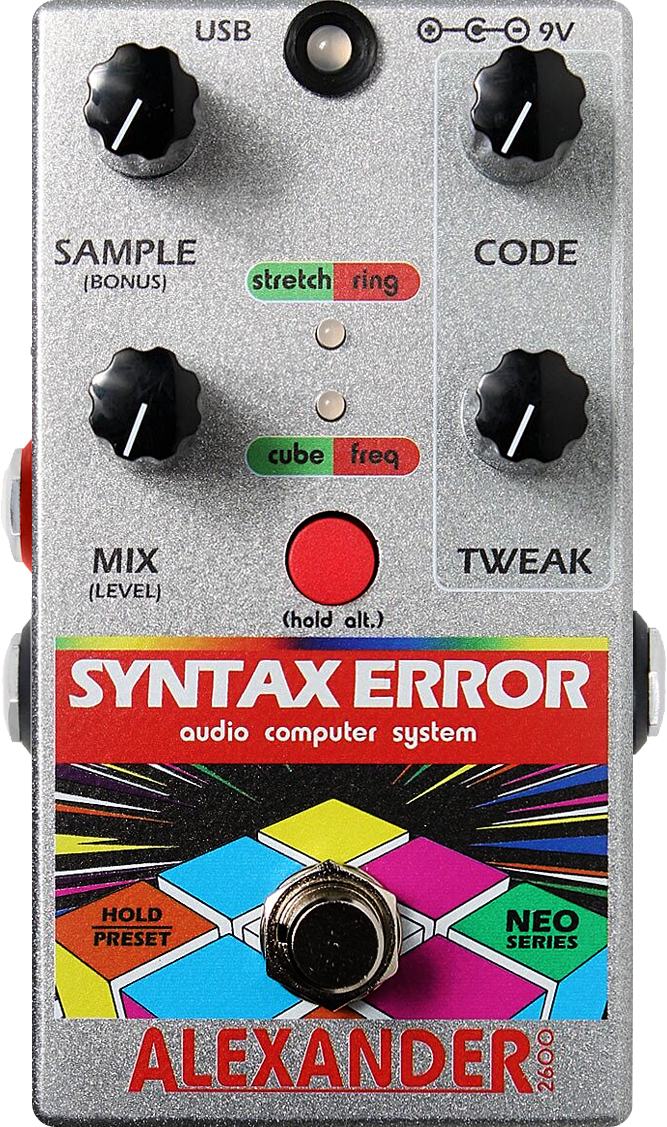 USB
9V
SAMPLE
(BONUS)
CODE
stretch ring
cube freq
MIX
(LEVEL)
TWEAK
(hold alt.)
SYNTAX ERROR
audio computer system
HOLD
PRESET
NEO
SERIES
ALEXANDER
2600